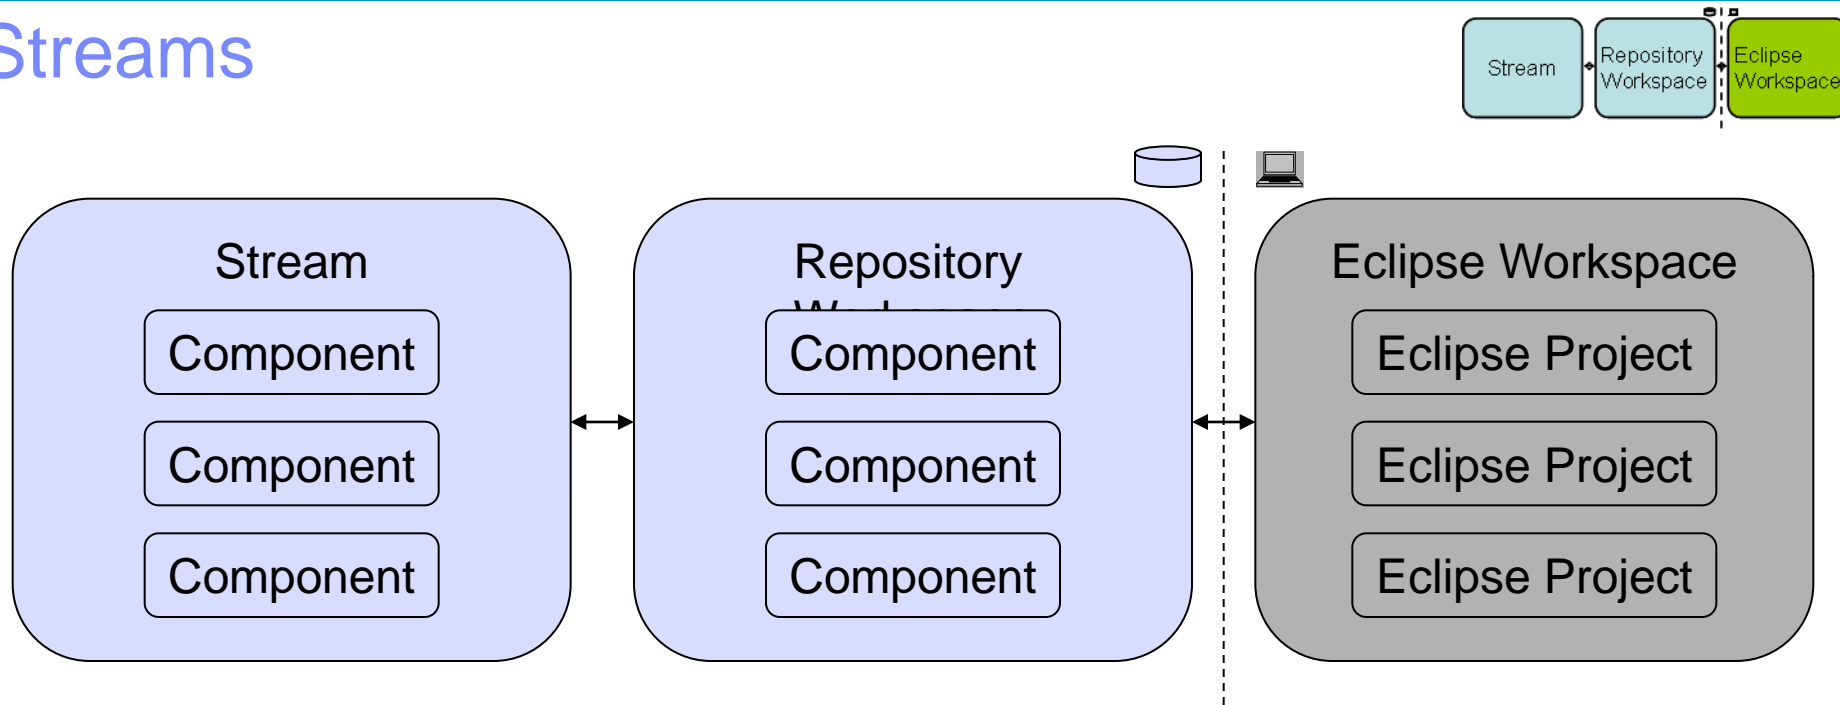 Streams
Stream
Repository
Workspace
Eclipse
Workspace
Stream
Component
Component
Component
Repository
Workspace
Component
Component
Component
Eclipse Workspace
Eclipse Project
Eclipse Project
Eclipse Project